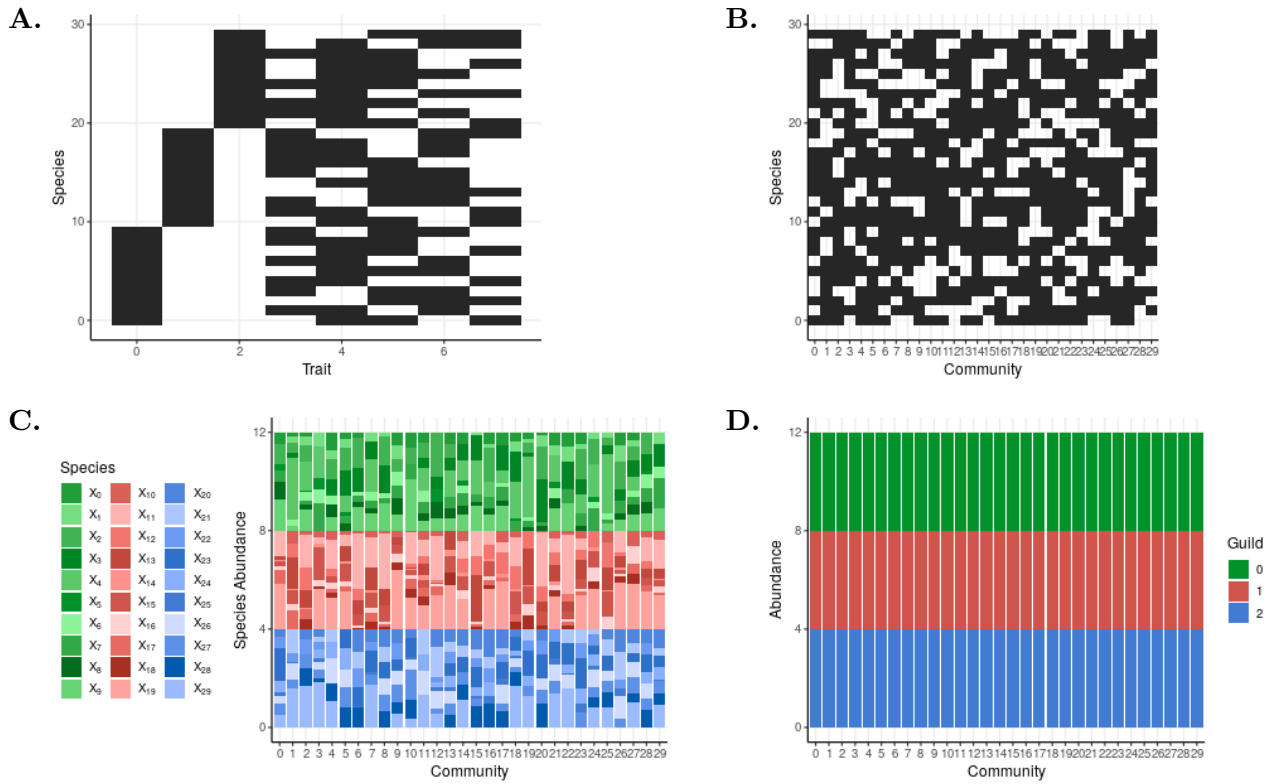 A.
30
20
10
0
Species
0 2 4 6
Trait
B.
30
20
10
0
Species
0 1 2 3 4 5 6 7 8 9 10 11 12 13 14 15 16 17 18 19 20 21 22 23 24 25 26 27 28 29
Community
C.
Species
X₀ X₁₀ X₂₀
X₁ X₁₁ X₂₁
X₂ X₁₂ X₂₂
X₃ X₁₃ X₂₃
X₄ X₁₄ X₂₄
X₅ X₁₅ X₂₅
X₆ X₁₆ X₂₆
X₇ X₁₇ X₂₇
X₈ X₁₈ X₂₈
X₉ X₁₉ X₂₉
12
8
4
0
Species Abundance
0 1 2 3 4 5 6 7 8 9 10 11 12 13 14 15 16 17 18 19 20 21 22 23 24 25 26 27 28 29
Community
D.
12
8
4
0
Abundance
0 1 2 3 4 5 6 7 8 9 10 11 12 13 14 15 16 17 18 19 20 21 22 23 24 25 26 27 28 29
Community
Guild
0
1
2